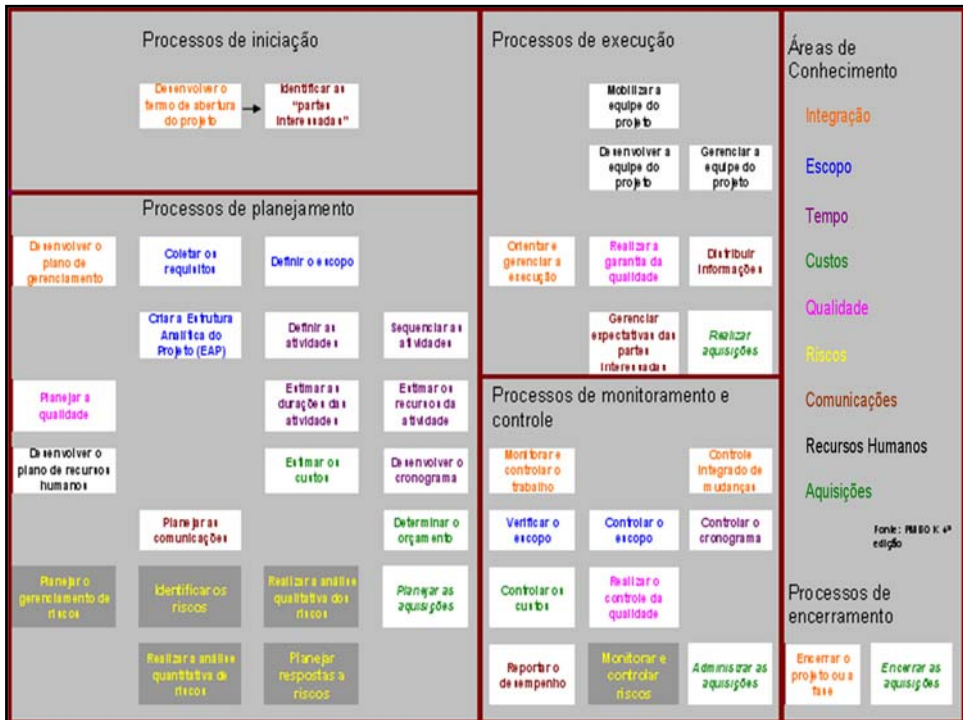 Processos de iniciação
Desenvolver o
termo de abertura
do projeto
Identificar as
"partes
interessadas"
Processos de planejamento
Desenvolver o
plano de
gerenciamento
Coletar os
requisitos
Definir o escopo
Criar a Estrutura
Analítica do
Projeto (EAP)
Definir as
atividades
Sequenciar as
atividades
Planejar a
qualidade
Estimar as
durações das
atividades
Estimar os
recursos da
atividade
Desenvolver o
plano de recursos
humanos
Estimar os
custos
Desenvolver o
cronograma
Planejar as
comunicações
Determinar o
orçamento
Planejar o
gerenciamento de
riscos
Identificar os
riscos
Realizar a análise
qualitativa dos
riscos
Planejar as
aquisições
Realizar a análise
quantitativa de
riscos
Planejar
respostas a
riscos
Processos de execução
Mobilizar a
equipe do
projeto
Desenvolver a
equipe do
projeto
Gerenciar a
equipe do projeto
Orientar e
gerenciar a
execução
Realizar a
garantia da
qualidade
Distribuir
informações
Gerenciar
expectativas das
partes
interessadas
Realizar
aquisições
Processos de monitoramento e
controle
Monitorar e
controlar o
trabalho
Controle
integrado de
mudanças
Verificar o
escopo
Controlar o
escopo
Controlar o
cronograma
Controlar os
custos
Realizar o
controle da
qualidade
Reportar o
desempenho
Monitorar e
controlar
riscos
Administrar as
aquisições
Áreas de
Conhecimento
Integração
Escopo
Tempo
Custos
Qualidade
Riscos
Comunicações
Recursos Humanos
Aquisições
Fonte: PMBOK 4ª
edição
Processos de
encerramento
Encerrar o
projeto ou a
fase
Encerrar as
aquisições